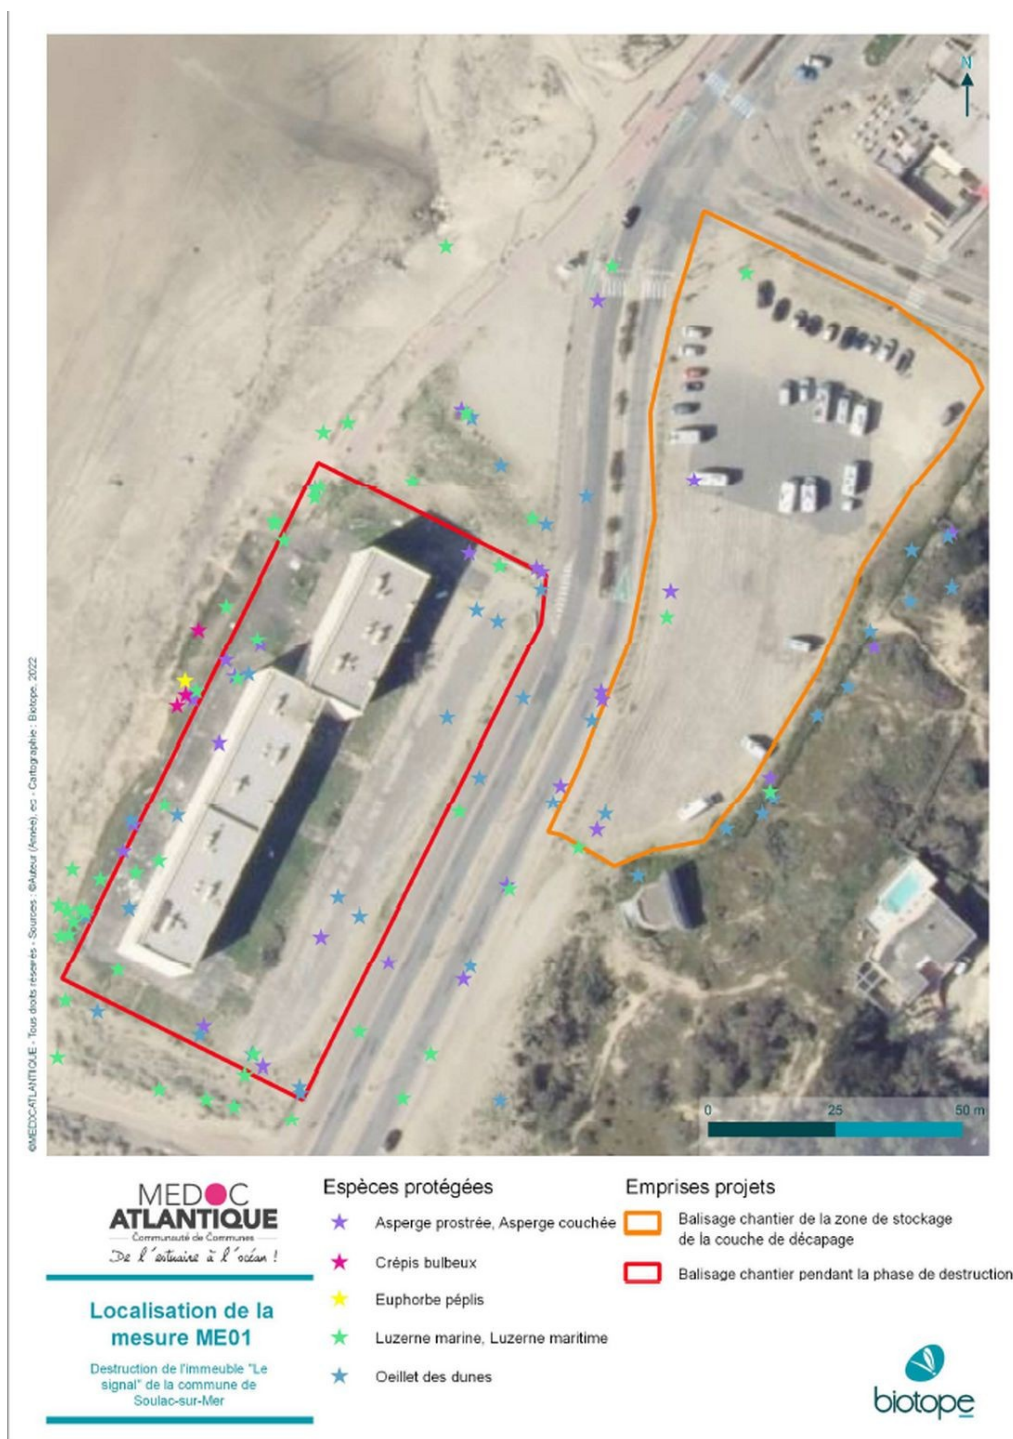 N
©MEDOCATLANTIQUE - Tous droits réservés - Sources : ©Auteur (Année), ec - Cartographie : Biotope, 2022
0 25 50 m
MEDOC
ATLANTIQUE
Communauté de Communes
De l'estuaire à l'océan !
Localisation de la
mesure ME01
Destruction de l'immeuble "Le
signal" de la commune de
Soulac-sur-Mer
Espèces protégées
Asperge prostrée, Asperge couchée
Crépis bulbeux
Euphorbe péplis
Luzerne marine, Luzerne maritime
Oeillet des dunes
Emprises projets
Balisage chantier de la zone de stockage
de la couche de décapage
Balisage chantier pendant la phase de destruction
biotope